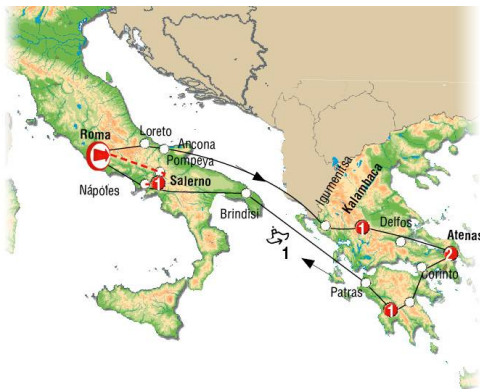 Roma
Loreto
Ancona
Pompeya
Nápoles
1
Salerno
Brindisi
1
Igumenitsa
Kalambaca
1
Delfos
Atenas
2
Corinto
Patras
1